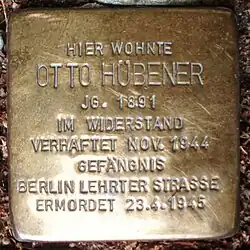 HIER WOHNTE
OTTO HÜBENER
JG. 1891
IM WIDERSTAND
VERHAFTET NOV. 1944
GEFÄNGNIS
BERLIN LEHRTER STRASSE
ERMORDET 23.4.1945